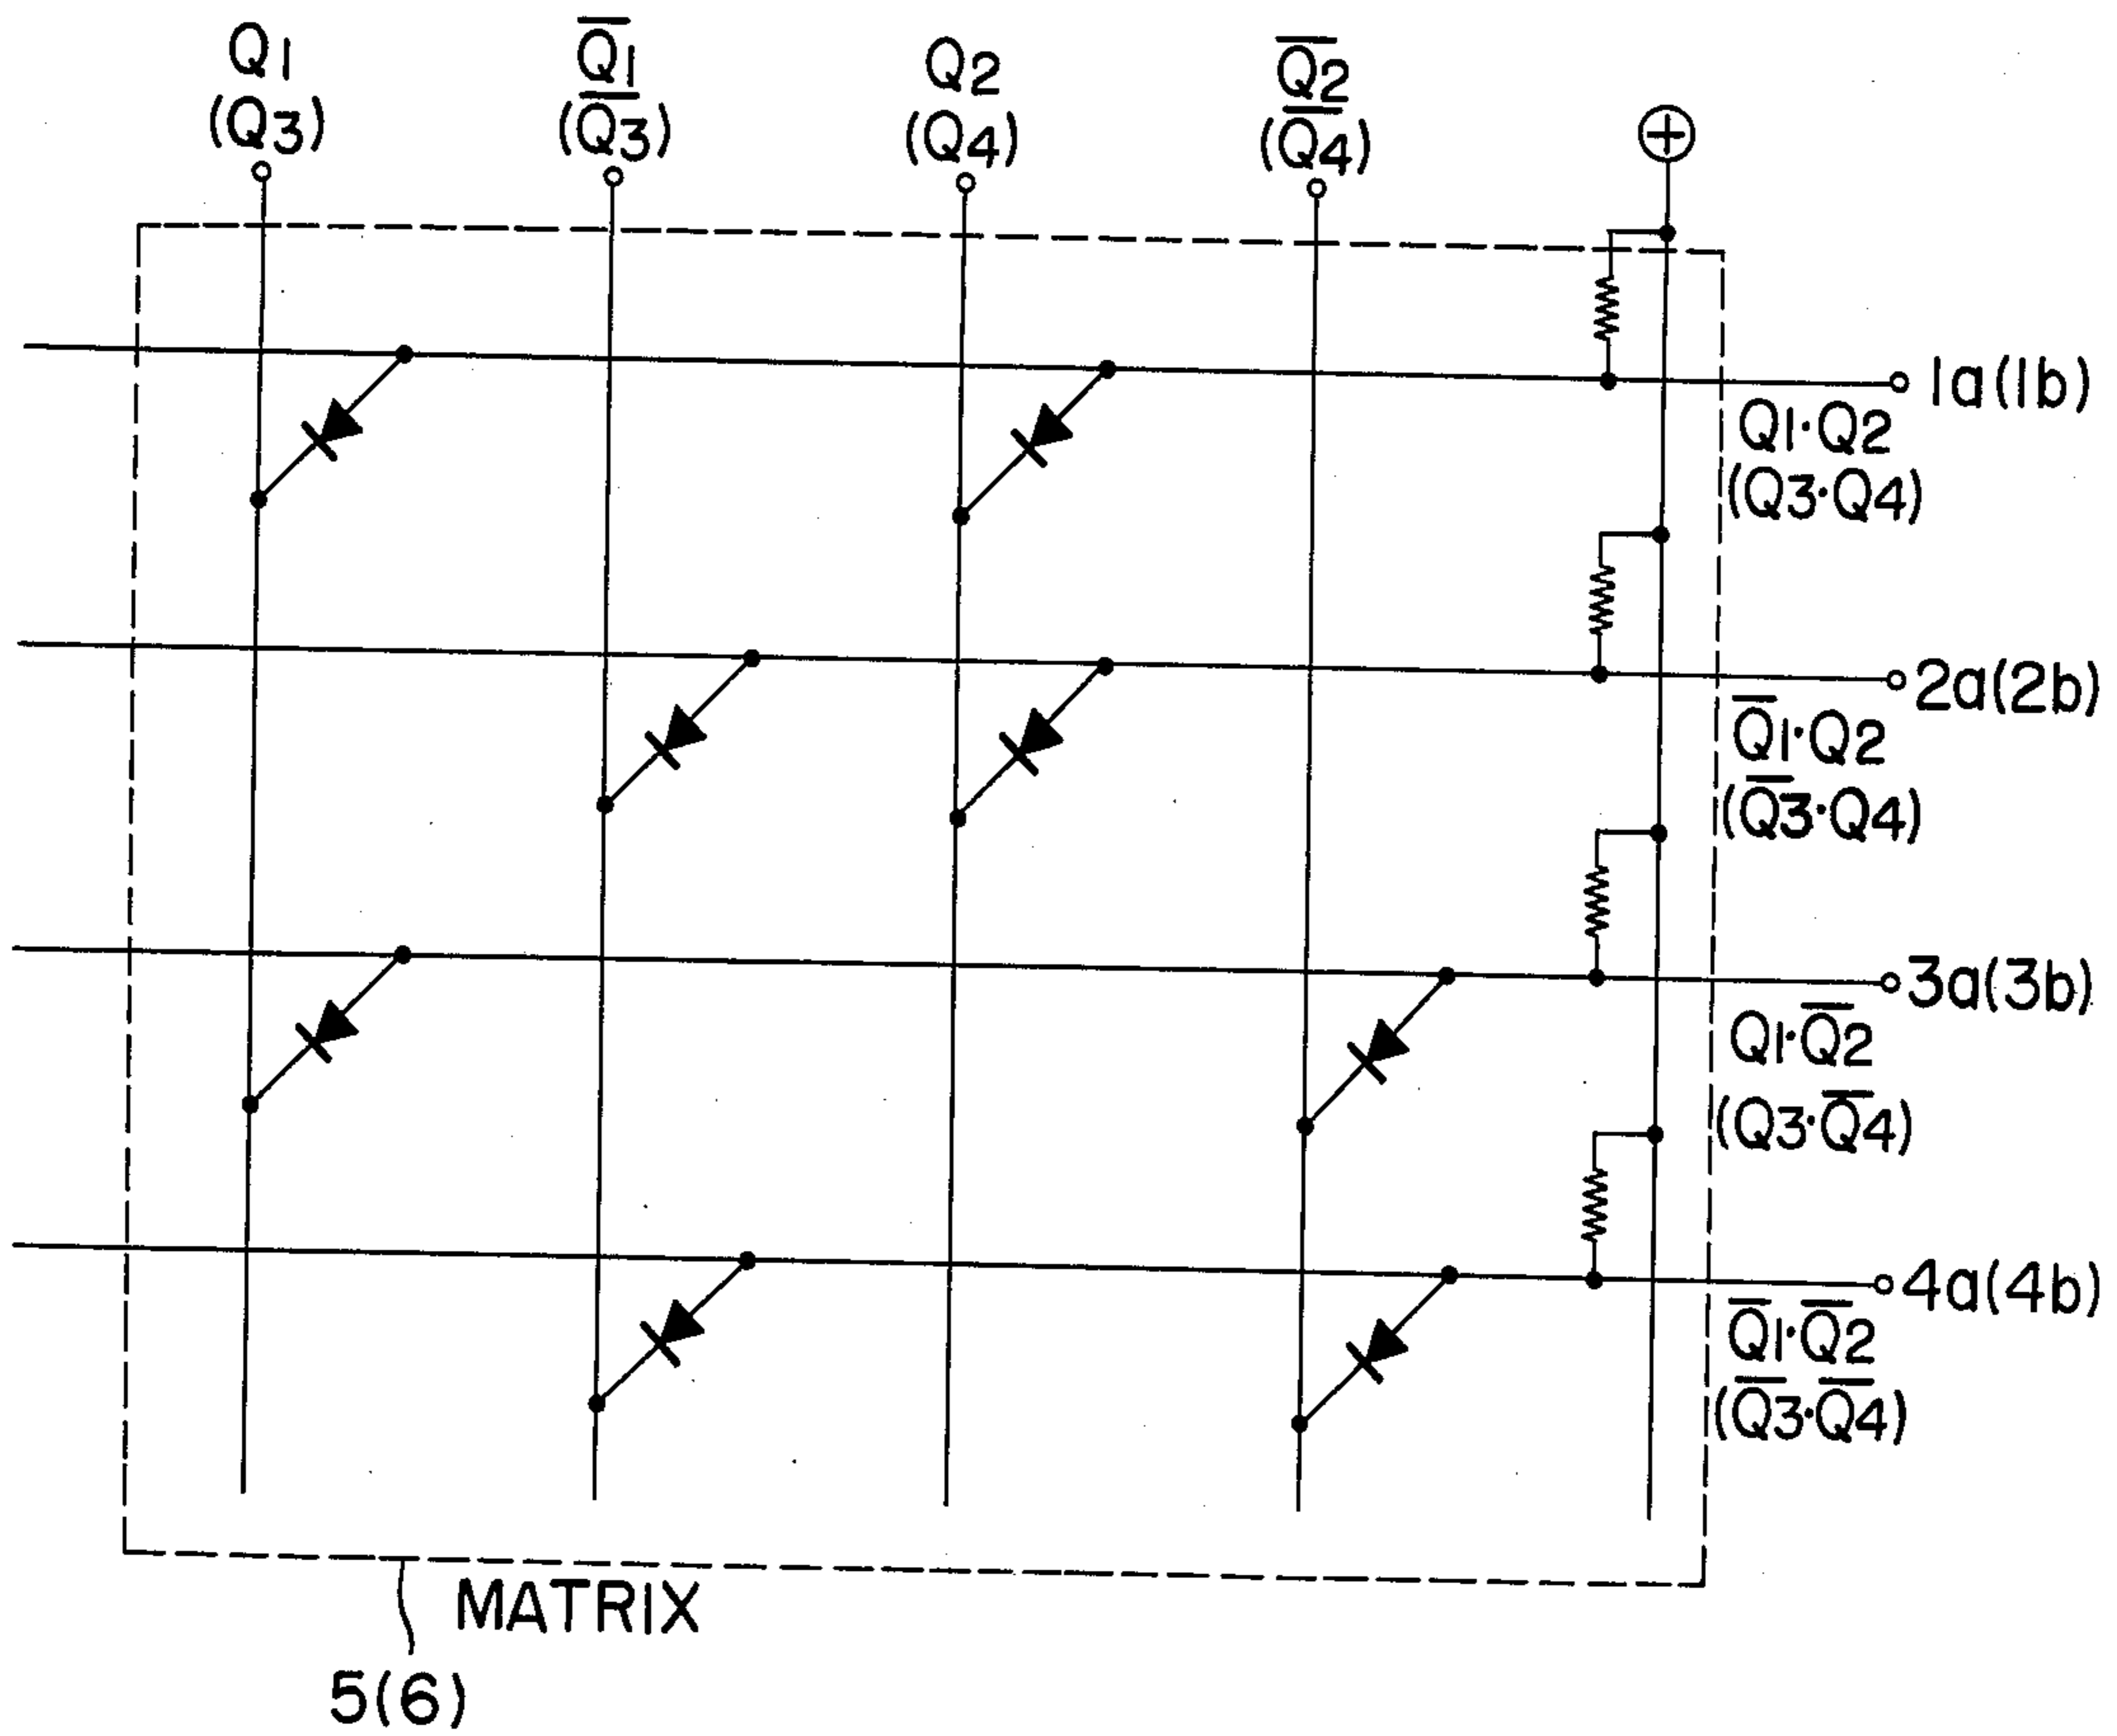 Q1
(Q3)
Q̅1
(Q̅3)
Q2
(Q4)
Q̅2
(Q̅4)
+
1a(1b)
Q1·Q2
(Q3·Q4)
2a(2b)
Q̅1·Q2
(Q̅3·Q4)
3a(3b)
Q1·Q̅2
(Q3·Q̅4)
4a(4b)
Q̅1·Q̅2
(Q̅3·Q̅4)
MATRIX
5(6)